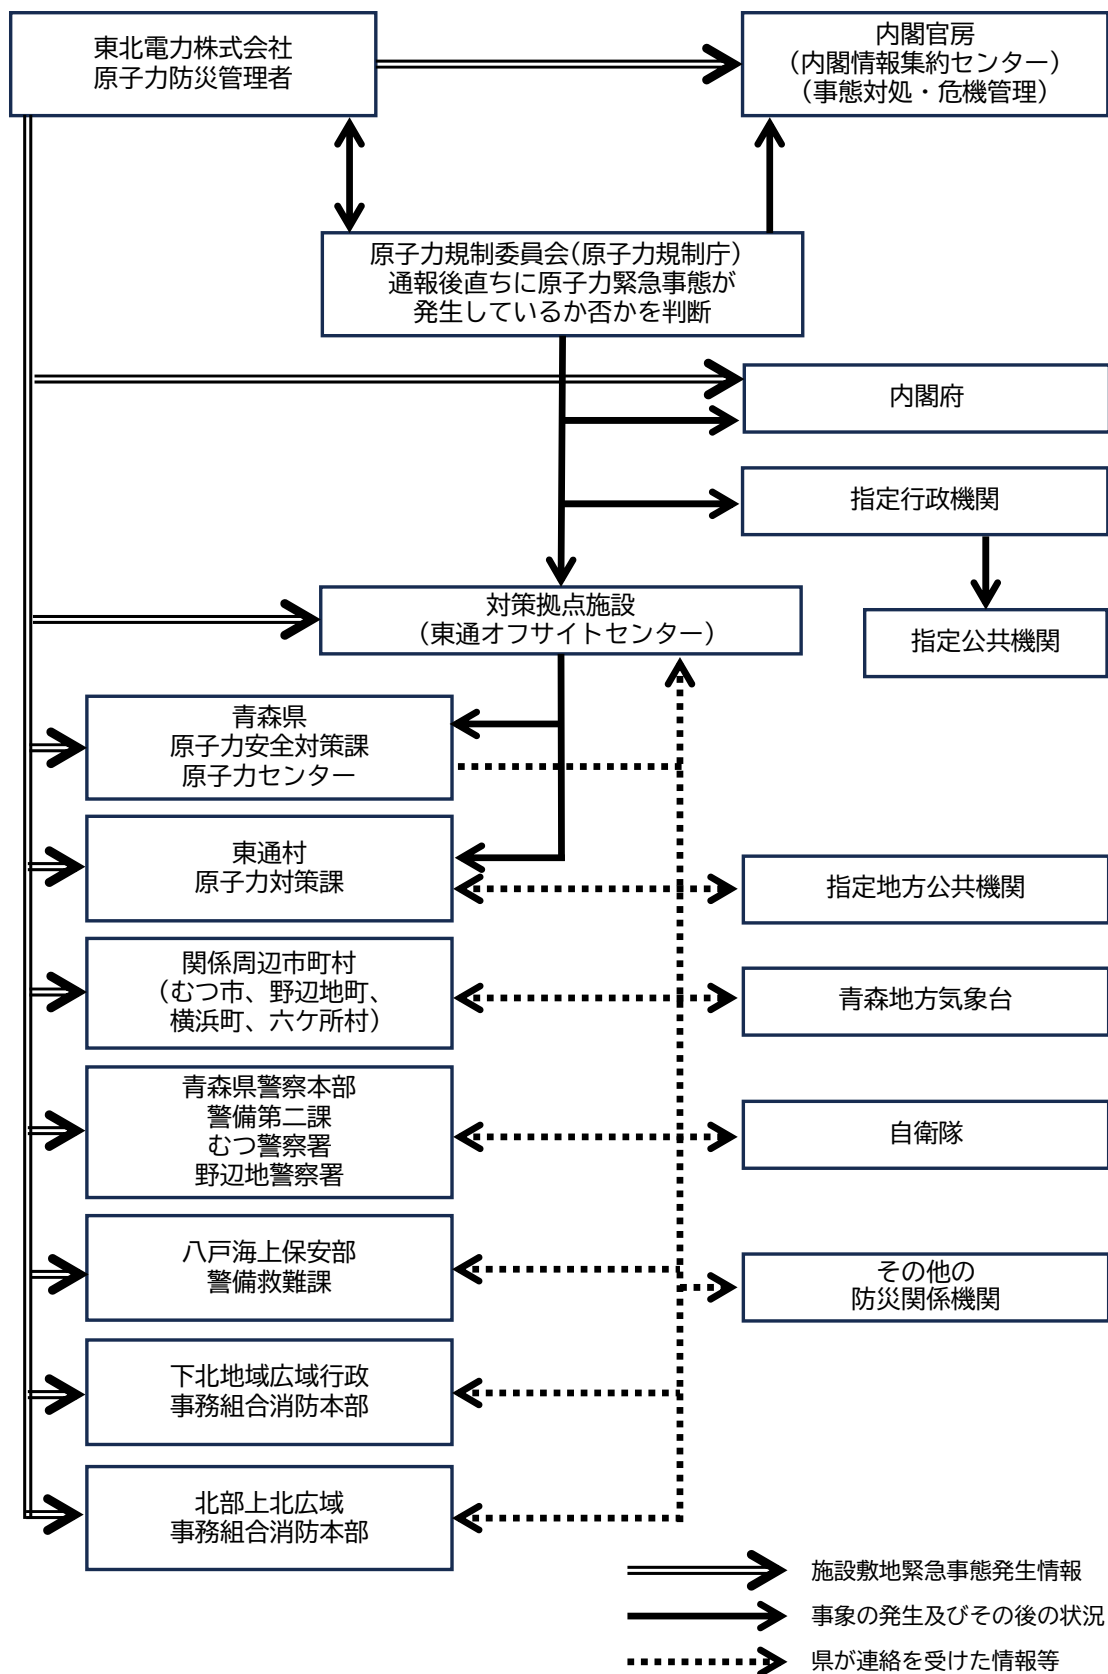 東北電力株式会社
原子力防災管理者
内閣官房
（内閣情報集約センター）
（事態対処・危機管理）
原子力規制委員会（原子力規制庁）
通報後直ちに原子力緊急事態が
発生しているか否かを判断
内閣府
指定行政機関
対策拠点施設
（東通オフサイトセンター）
指定公共機関
青森県
原子力安全対策課
原子力センター
東通村
原子力対策課
指定地方公共機関
関係周辺市町村
（むつ市、野辺地町、
横浜町、六ケ所村）
青森地方気象台
青森県警察本部
警備第二課
むつ警察署
野辺地警察署
自衛隊
八戸海上保安部
警備救難課
その他の
防災関係機関
下北地域広域行政
事務組合消防本部
北部上北広域
事務組合消防本部
施設敷地緊急事態発生情報
事象の発生及びその後の状況
県が連絡を受けた情報等